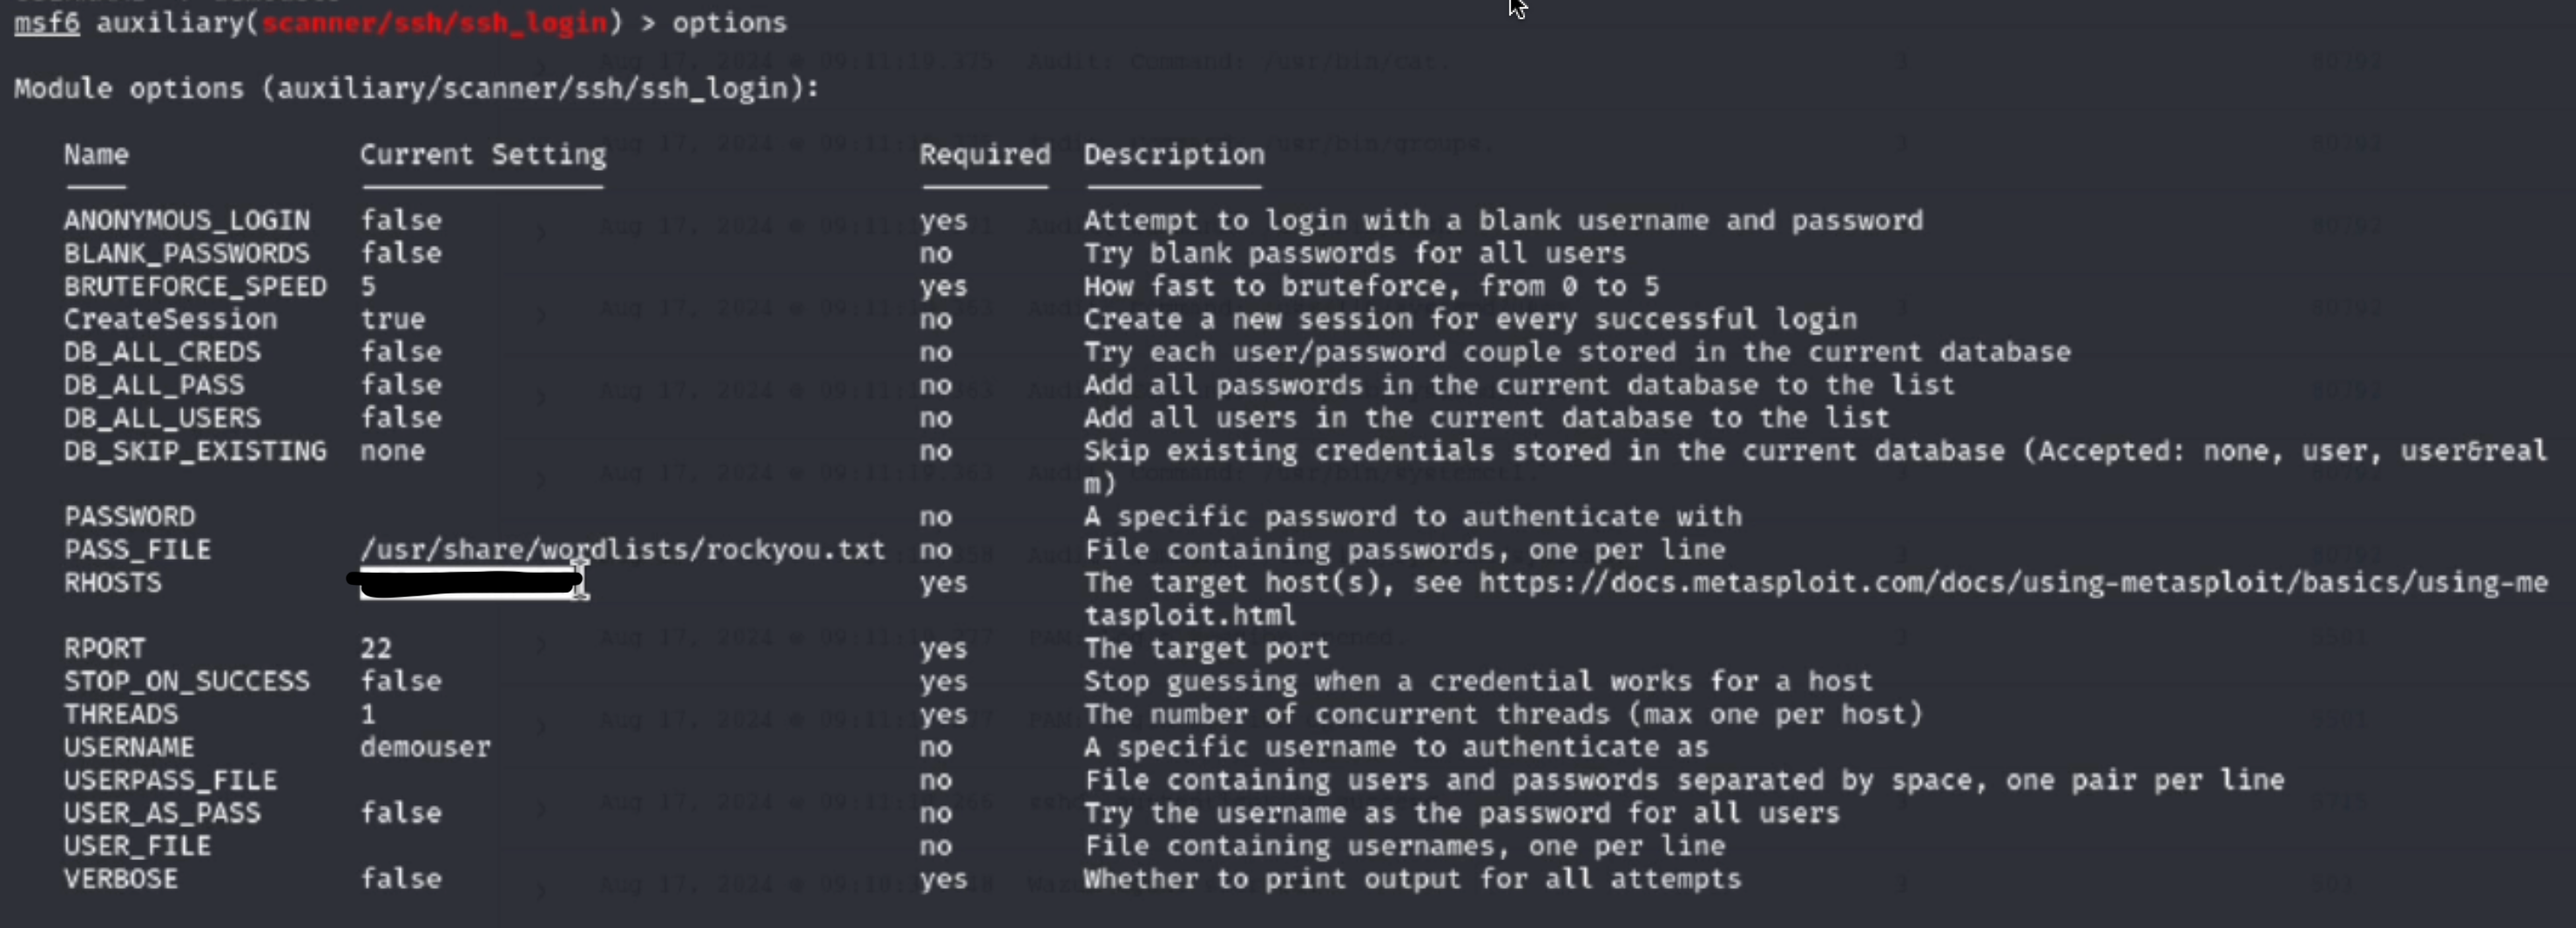 msf6 auxiliary(scanner/ssh/ssh_login) > options
Module options (auxiliary/scanner/ssh/ssh_login):
Name Current Setting Required Description
ANONYMOUS_LOGIN false yes Attempt to login with a blank username and password
BLANK_PASSWORDS false no Try blank passwords for all users
BRUTEFORCE_SPEED 5 yes How fast to bruteforce, from 0 to 5
CreateSession true no Create a new session for every successful login
DB_ALL_CREDS false no Try each user/password couple stored in the current database
DB_ALL_PASS false no Add all passwords in the current database to the list
DB_ALL_USERS false no Add all users in the current database to the list
DB_SKIP_EXISTING none no Skip existing credentials stored in the current database (Accepted: none, user, user&real
m)
PASSWORD no A specific password to authenticate with
PASS_FILE /usr/share/wordlists/rockyou.txt no File containing passwords, one per line
RHOSTS yes The target host(s), see https://docs.metasploit.com/docs/using-metasploit/basics/using-me
tasploit.html
RPORT 22 yes The target port
STOP_ON_SUCCESS false yes Stop guessing when a credential works for a host
THREADS 1 yes The number of concurrent threads (max one per host)
USERNAME demouser no A specific username to authenticate as
USERPASS_FILE no File containing users and passwords separated by space, one pair per line
USER_AS_PASS false no Try the username as the password for all users
USER_FILE no File containing usernames, one per line
VERBOSE false yes Whether to print output for all attempts